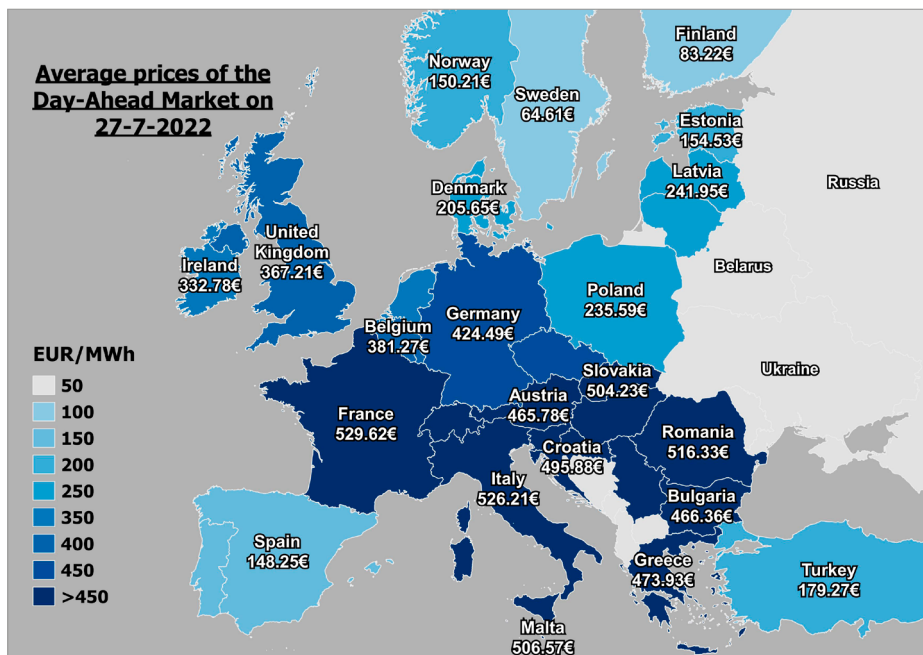 Average prices of the
Day-Ahead Market on
27-7-2022
Finland
83.22€
Norway
150.21€
Sweden
64.61€
Estonia
154.53€
Latvia
241.95€
Russia
Denmark
205.65€
United
Kingdom
367.21€
Ireland
332.78€
Belarus
Poland
235.59€
Germany
424.49€
Belgium
381.27€
Ukraine
Slovakia
504.23€
Austria
465.78€
France
529.62€
Croatia
495.88€
Romania
516.33€
Italy
526.21€
Bulgaria
466.36€
Spain
148.25€
Greece
473.93€
Turkey
179.27€
Malta
506.57€
EUR/MWh
50
100
150
200
250
350
400
450
>450